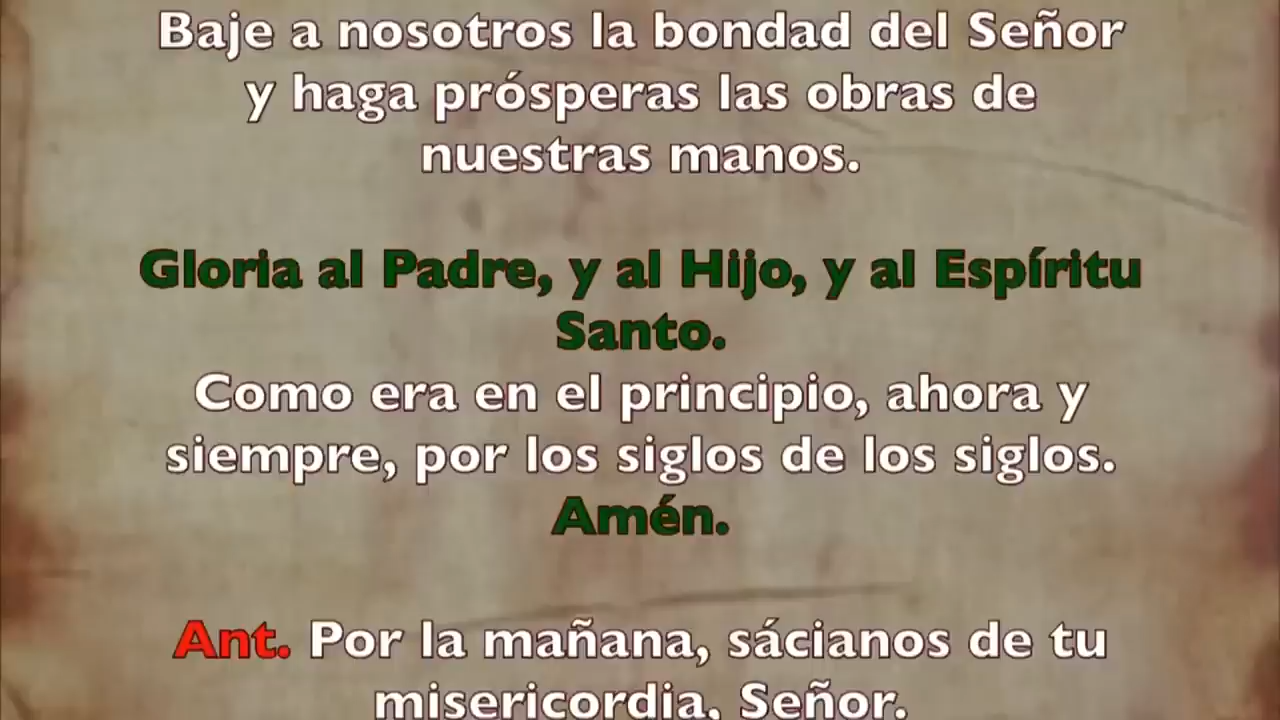 Baje a nosotros la bondad del Señor
y haga prósperas las obras de
nuestras manos.
Gloria al Padre, y al Hijo, y al Espíritu
Santo.
Como era en el principio, ahora y
siempre, por los siglos de los siglos.
Amén.
Ant. Por la mañana, sácianos de tu
misericordia, Señor.